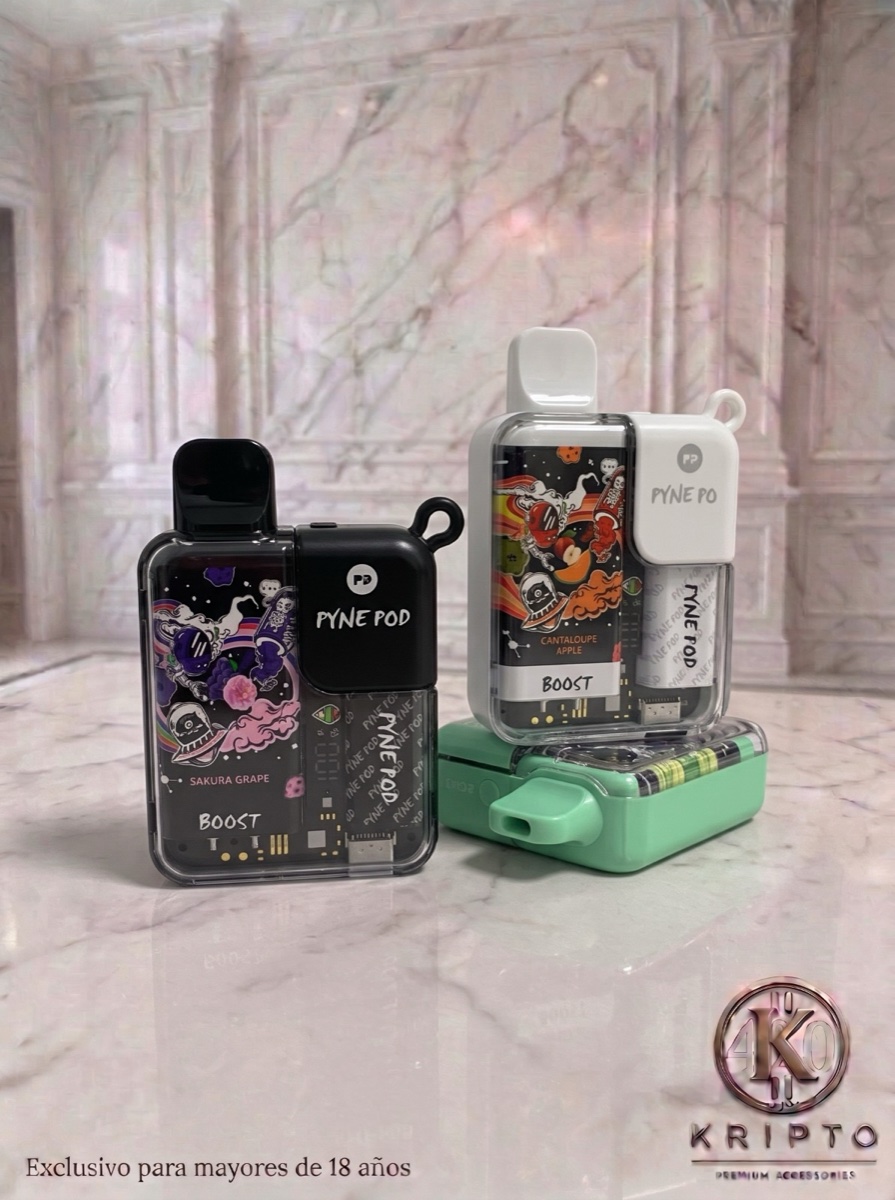 PYNE PO
PYNE POD
CANTALOUPE
APPLE
BOOST
PD
PYNE POD
PYNE POD
SAKURA GRAPE
BOOST
K
KRIPTO
PREMIUM ACCESSORIES
Exclusivo para mayores de 18 años